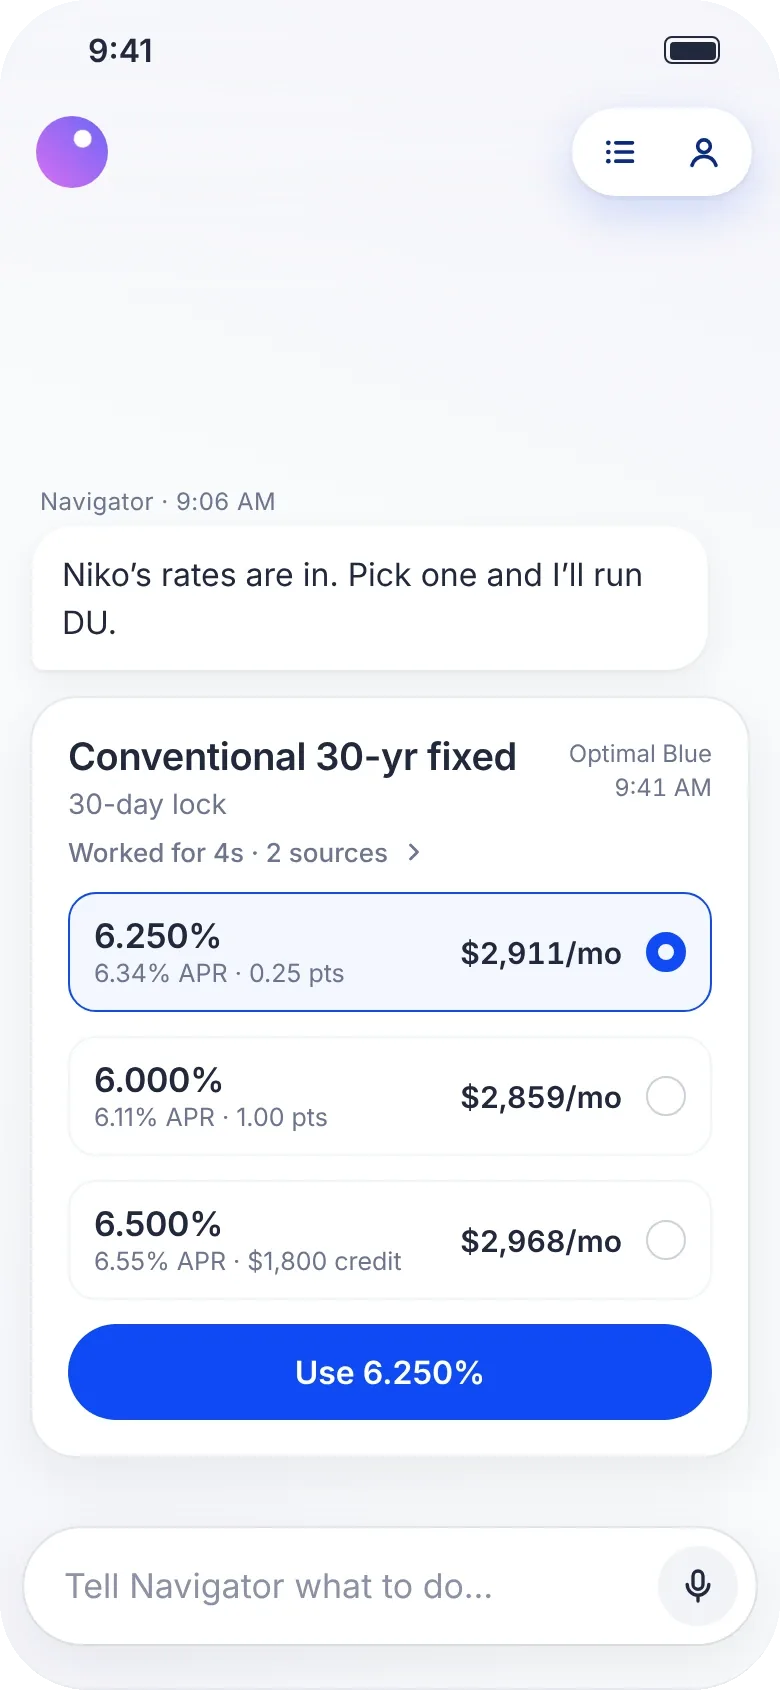 9:41
Navigator · 9:06 AM
Niko’s rates are in. Pick one and I’ll run
DU.
Conventional 30-yr fixed
Optimal Blue
9:41 AM
30-day lock
Worked for 4s · 2 sources
6.250%
6.34% APR · 0.25 pts
$2,911/mo
6.000%
6.11% APR · 1.00 pts
$2,859/mo
6.500%
6.55% APR · $1,800 credit
$2,968/mo
Use 6.250%
Tell Navigator what to do...